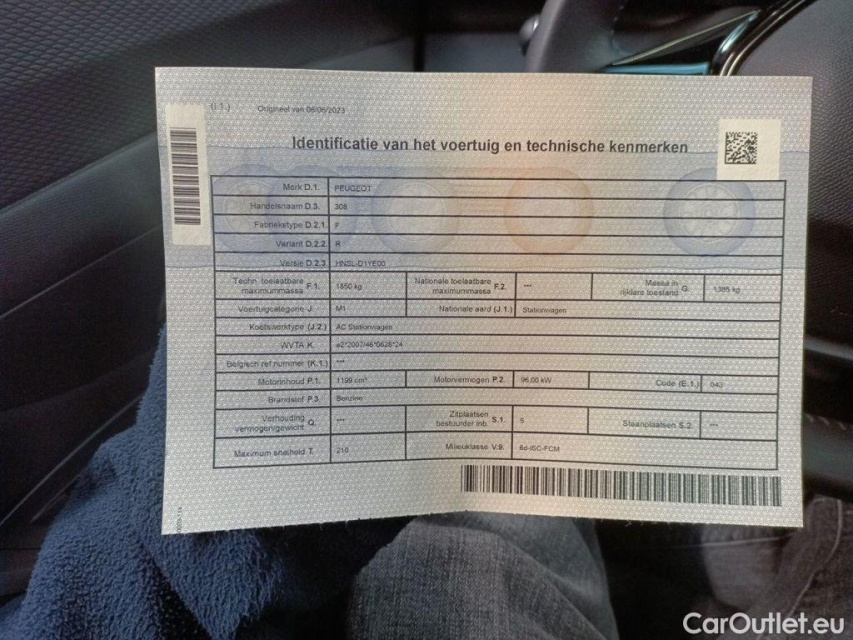 (I.1.) Origineel van 06/06/2023
Identificatie van het voertuig en technische kenmerken
Merk D.1. PEUGEOT
Handelsnaam D.3. 308
Fabriekstype D.2.1. F
Variant D.2.2. R
Versie D.2.3. HNSL-D1YE00
Techn. toelaatbare maximummassa F.1. 1850 kg Nationale toelaatbare maximummassa F.2. --- Massa in rijklare toestand G. 1385 kg
Voertuigcategorie J. M1 Nationale aard (J.1.) Stationwagen
Koetswerktype (J.2.) AC Stationwagen
WVTA K. e2*2007/46*0628*24
Belgisch ref.nummer (K.1.) ---
Motorinhoud P.1. 1199 cm³ Motorvermogen P.2. 96,00 kW Code (E.1.) 043
Brandstof P.3. Benzine
Verhouding vermogen/gewicht Q. --- Zitplaatsen bestuurder inb. S.1. 5 Staanplaatsen S.2. ---
Maximum snelheid T. 210 Milieuklasse V.9. 6d-ISC-FCM
CarOutlet.eu